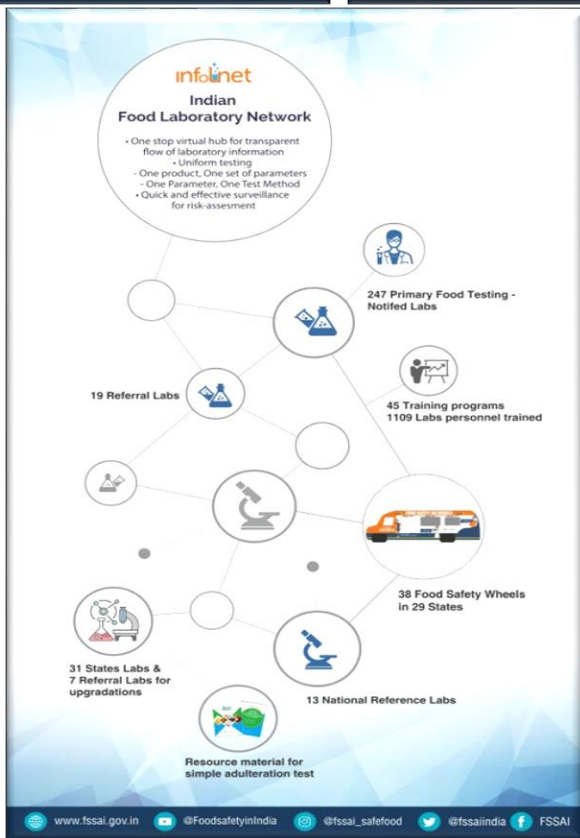 infolnet
Indian
Food Laboratory Network
• One stop virtual hub for transparent
flow of laboratory information
• Uniform testing
- One product, One set of parameters
- One Parameter, One Test Method
• Quick and effective surveillance
for risk-assesment
247 Primary Food Testing -
Notifed Labs
19 Referral Labs
45 Training programs
1109 Labs personnel trained
38 Food Safety Wheels
in 29 States
31 States Labs &
7 Referral Labs for
upgradations
13 National Reference Labs
Resource material for
simple adulteration test
www.fssai.gov.in @FoodsafetyinIndia @fssai_safefood @fssaiindia FSSAI